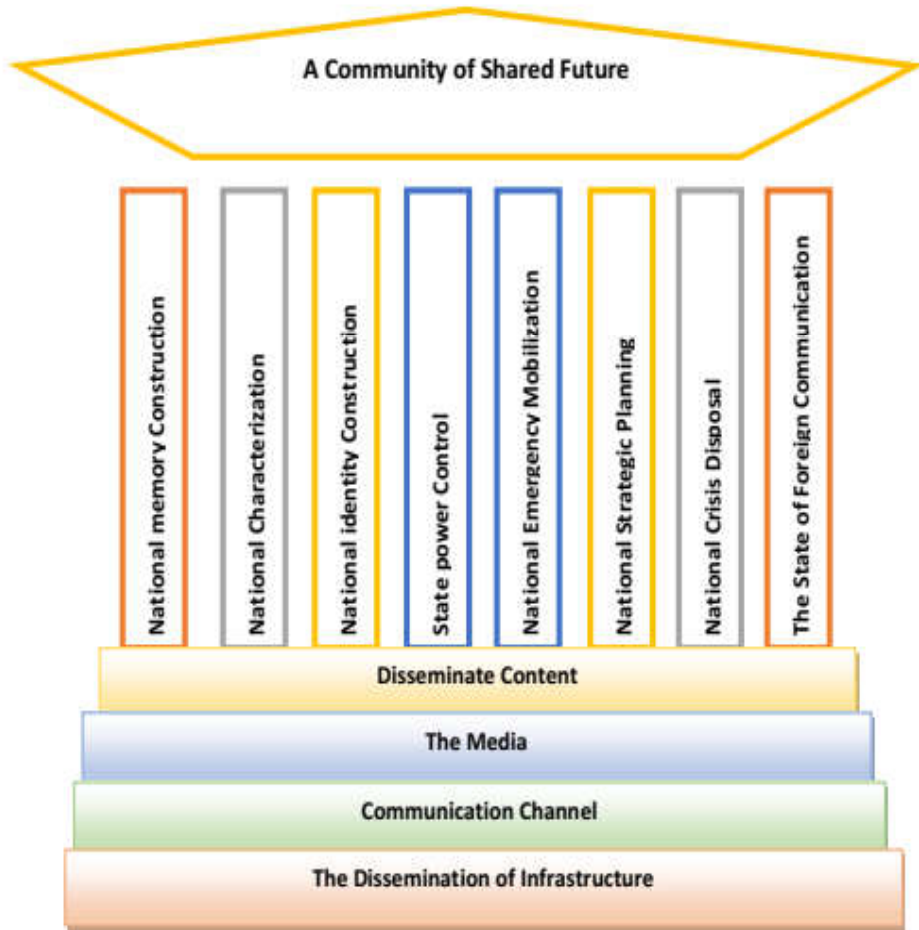 A Community of Shared Future
National memory Construction
National Characterization
National identity Construction
State power Control
National Emergency Mobilization
National Strategic Planning
National Crisis Disposal
The State of Foreign Communication
Disseminate Content
The Media
Communication Channel
The Dissemination of Infrastructure